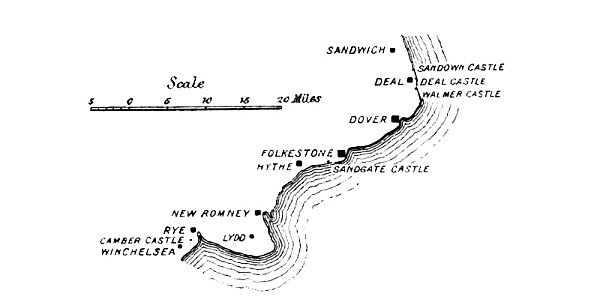 SANDWICH
SANDOWN CASTLE
DEAL
DEAL CASTLE
WALMER CASTLE
Scale
5 0 5 10 15 20 Miles
DOVER
FOLKESTONE
HYTHE
SANDGATE CASTLE
NEW ROMNEY
RYE
LYDD
CAMBER CASTLE
WINCHELSEA